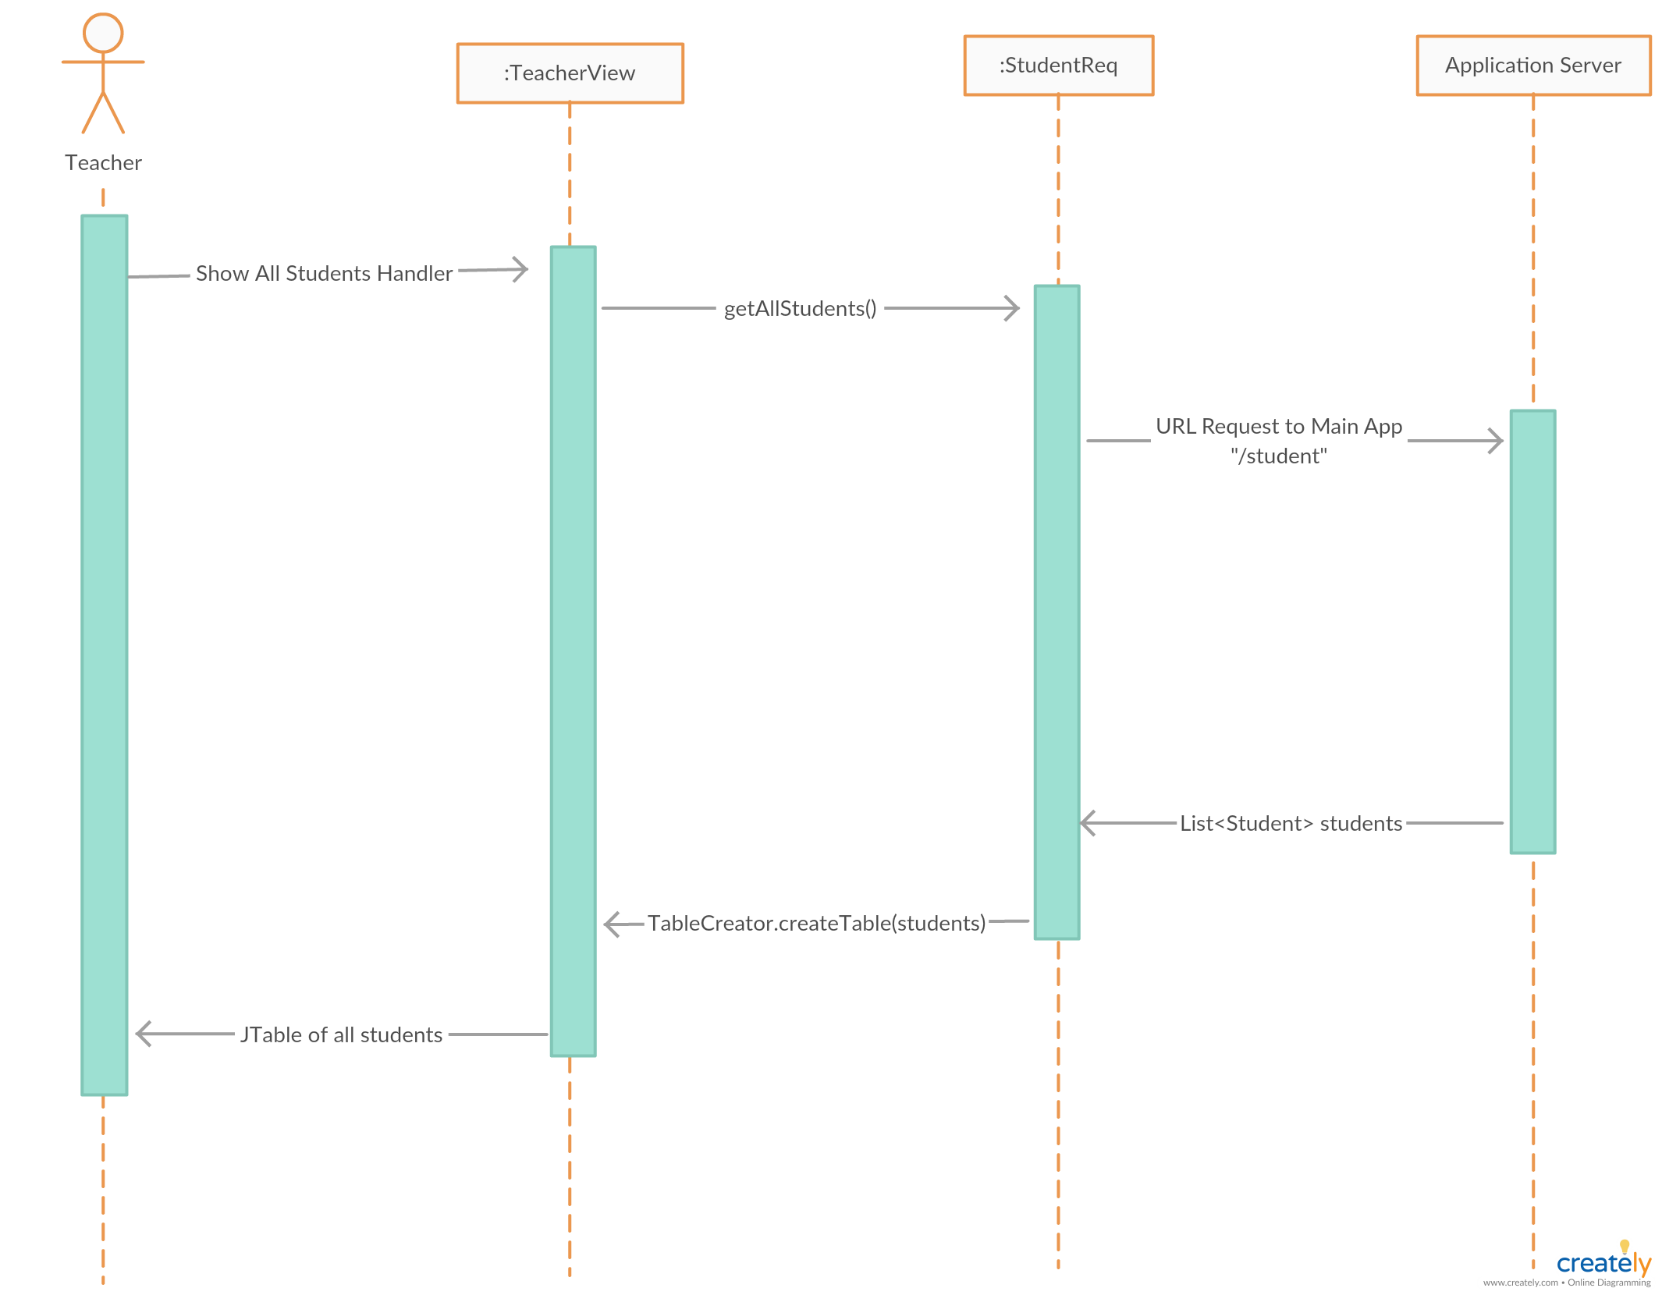 Teacher
:TeacherView
:StudentReq
Application Server
Show All Students Handler
getAllStudents()
URL Request to Main App
"/student"
List<Student> students
TableCreator.createTable(students)
JTable of all students
creately
www.creately.com • Online Diagramming